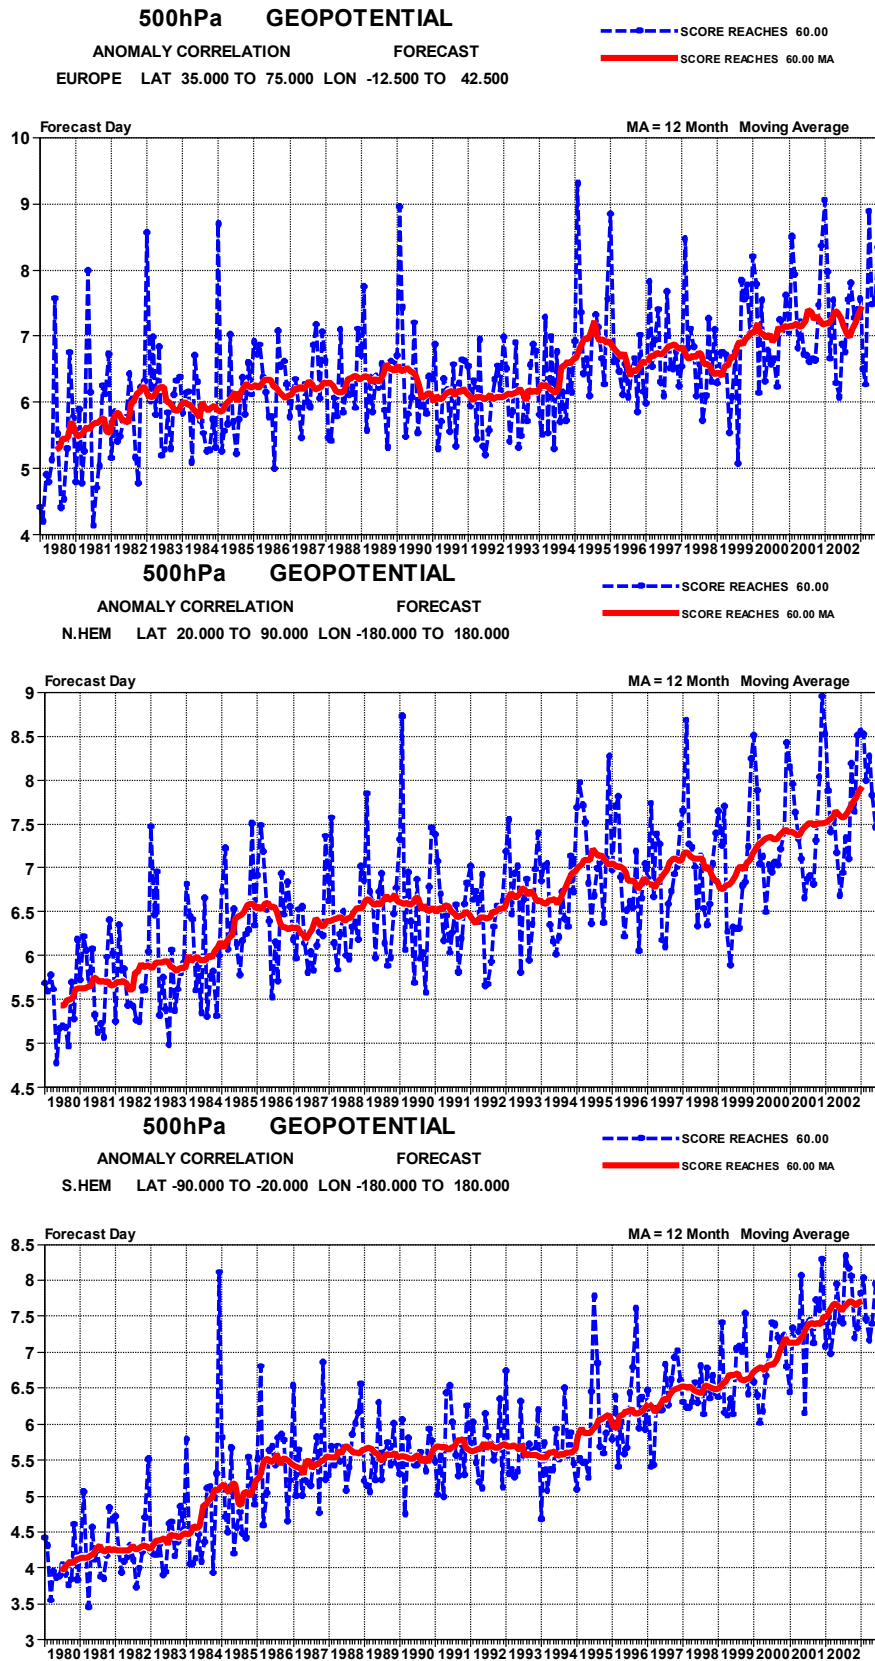 500hPa GEOPOTENTIAL
ANOMALY CORRELATION FORECAST
EUROPE LAT 35.000 TO 75.000 LON -12.500 TO 42.500
SCORE REACHES 60.00
SCORE REACHES 60.00 MA
Forecast Day MA = 12 Month Moving Average
10
9
8
7
6
5
4
1980 1981 1982 1983 1984 1985 1986 1987 1988 1989 1990 1991 1992 1993 1994 1995 1996 1997 1998 1999 2000 2001 2002
500hPa GEOPOTENTIAL
ANOMALY CORRELATION FORECAST
N.HEM LAT 20.000 TO 90.000 LON -180.000 TO 180.000
SCORE REACHES 60.00
SCORE REACHES 60.00 MA
Forecast Day MA = 12 Month Moving Average
9
8.5
8
7.5
7
6.5
6
5.5
5
4.5
1980 1981 1982 1983 1984 1985 1986 1987 1988 1989 1990 1991 1992 1993 1994 1995 1996 1997 1998 1999 2000 2001 2002
500hPa GEOPOTENTIAL
ANOMALY CORRELATION FORECAST
S.HEM LAT -90.000 TO -20.000 LON -180.000 TO 180.000
SCORE REACHES 60.00
SCORE REACHES 60.00 MA
Forecast Day MA = 12 Month Moving Average
8.5
8
7.5
7
6.5
6
5.5
5
4.5
4
3.5
3
1980 1981 1982 1983 1984 1985 1986 1987 1988 1989 1990 1991 1992 1993 1994 1995 1996 1997 1998 1999 2000 2001 2002